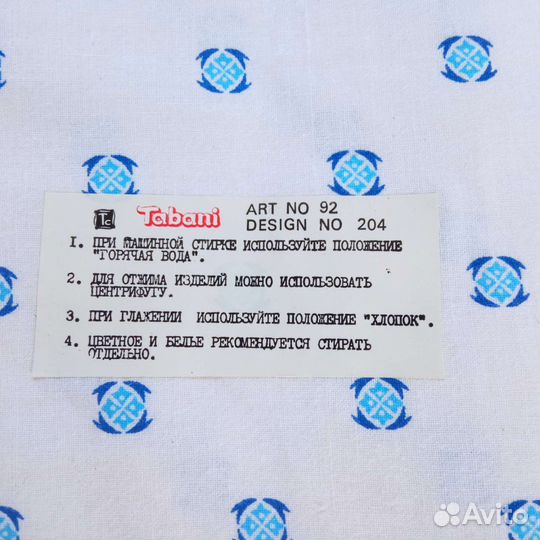 Tc Tabani ART NO 92
DESIGN NO 204
I. ПРИ МАШИННОЙ СТИРКЕ ИСПОЛЬЗУЙТЕ ПОЛОЖЕНИЕ
"ГОРЯЧАЯ ВОДА".
2. ДЛЯ ОТЖИМА ИЗДЕЛИЙ МОЖНО ИСПОЛЬЗОВАТЬ
ЦЕНТРИФУГУ.
3. ПРИ ГЛАЖЕНИИ ИСПОЛЬЗУЙТЕ ПОЛОЖЕНИЕ "ХЛОПОК".
4. ЦВЕТНОЕ И БЕЛЬЕ РЕКОМЕНДУЕТСЯ СТИРАТЬ
ОТДЕЛЬНО.
Avito